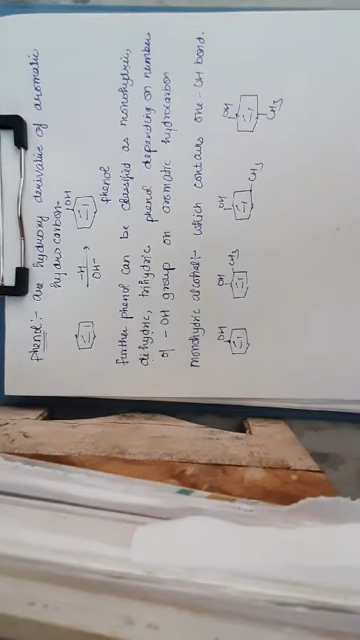 phenol:- are hydroxy derivative of aromatic
hydrocarbon.
-H
OH-
OH
phenol
further phenol can be classified as monohydric,
dihydric, trihydric phenol depending on number
of -OH group on aromatic hydrocarbon
monohydric alcohol:- which contains one -OH bond.
OH
OH
CH3
OH
CH3
OH
CH3